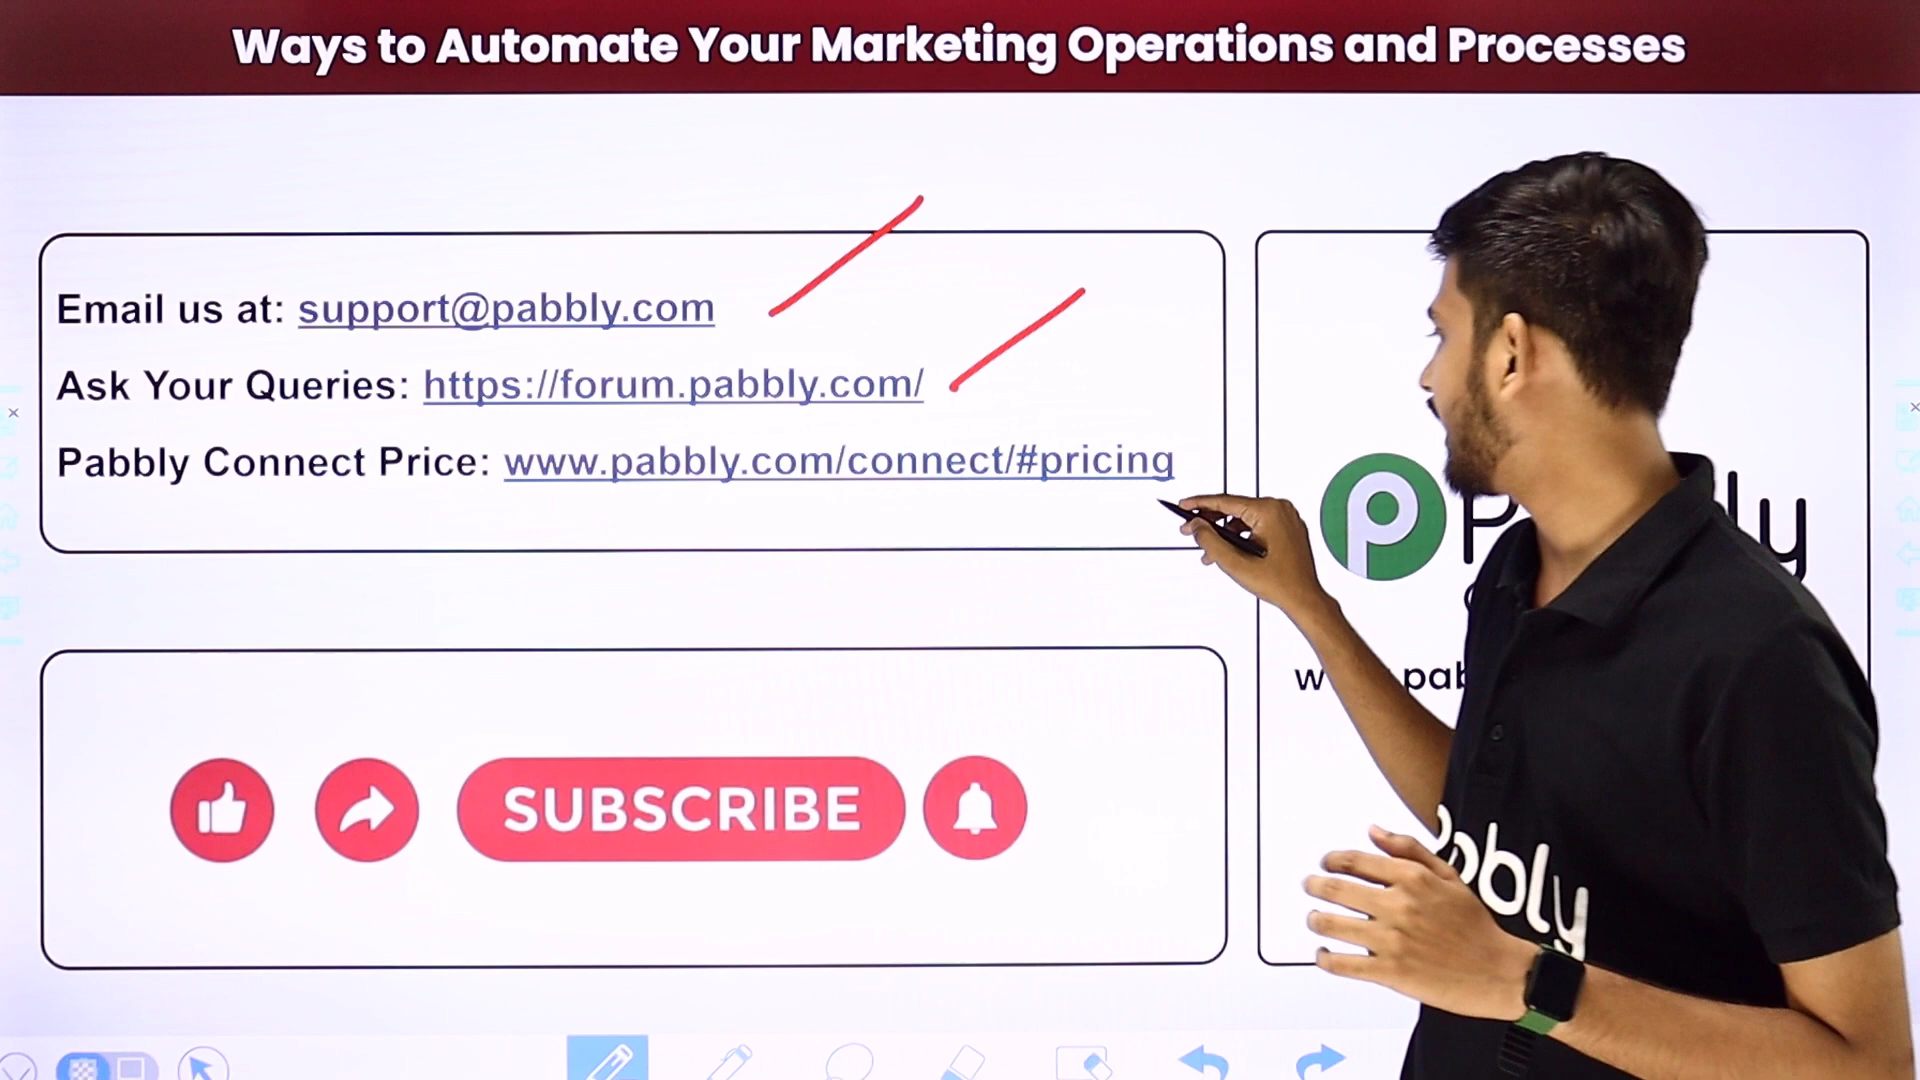 Ways to Automate Your Marketing Operations and Processes
Email us at: support@pabbly.com
Ask Your Queries: https://forum.pabbly.com/
Pabbly Connect Price: www.pabbly.com/connect/#pricing
SUBSCRIBE
Pabbly